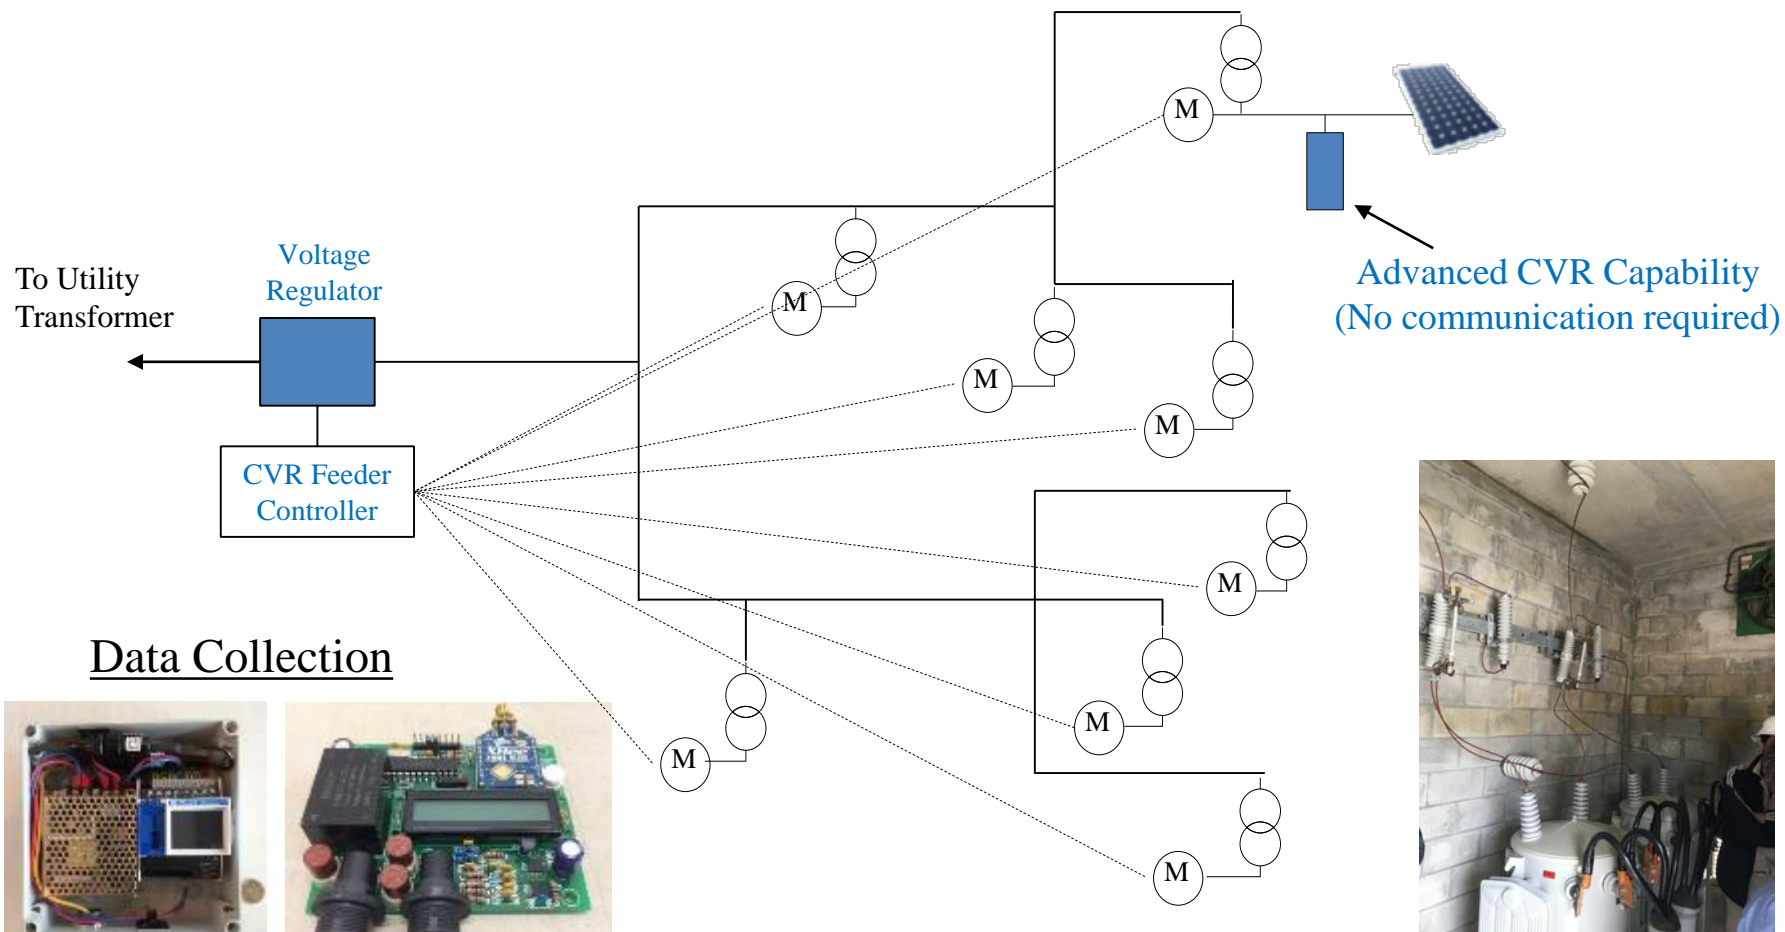 To Utility
Transformer
Voltage
Regulator
CVR Feeder
Controller
M
M
M
M
M
M
M
M
Advanced CVR Capability
(No communication required)
Data Collection